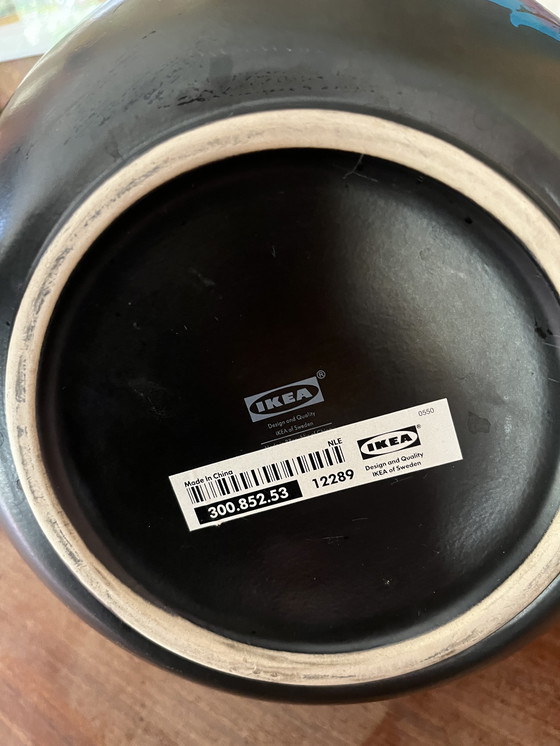 IKEA®
Design and Quality
IKEA of Sweden
0550
NLE
IKEA®
Made in China
Design and Quality
IKEA of Sweden
12289
300.852.53